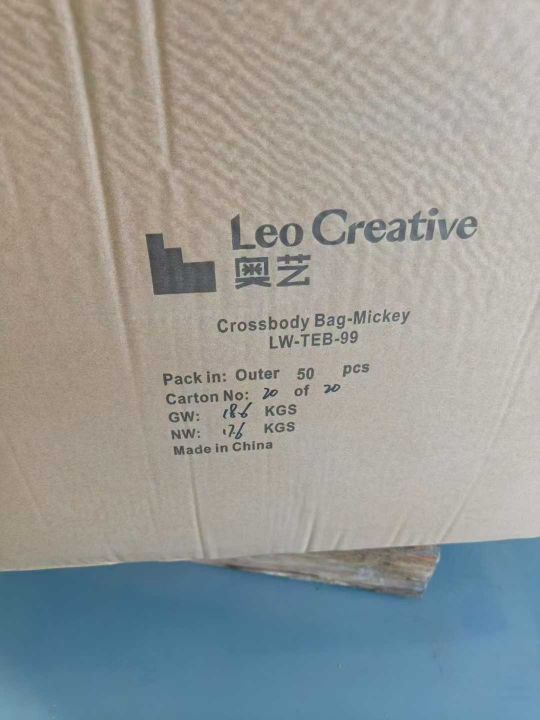 Leo Creative
奥艺
Crossbody Bag-Mickey
LW-TEB-99
Pack in: Outer 50 pcs
Carton No: 20 of 20
GW: 18.6 KGS
NW: 17.6 KGS
Made in China